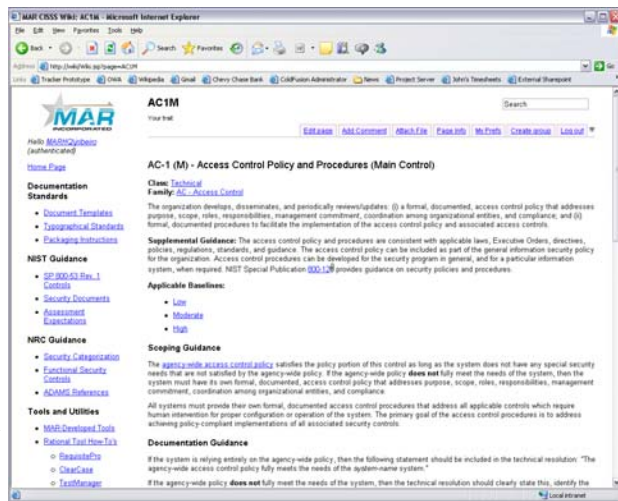 MAR CISSS Wiki: AC1M - Microsoft Internet Explorer
File Edit View Favorites Tools Help
Back Search Favorites
Address http://wiki/Wiki.jsp?page=AC1M Go
Links Tracker Prototype OWA Wikipedia Gmail Chevy Chase Bank ColdFusion Administrator News Project Server John's Timesheets External Sharepoint
MAR
INCORPORATED
Hello
(authenticated)
Home Page
Documentation
Standards
Document Templates
Typographical Standards
Packaging Instructions
NIST Guidance
SP 800-53 Rev. 1
Controls
Security Documents
Assessment
Expectations
NRC Guidance
Security Categorization
Functional Security
Controls
ADAMS References
Tools and Utilities
MAR-Developed Tools
Rational Tool How-To's
RequisitePro
ClearCase
TestManager
AC1M
Your trail:
Search
Edit page Add Comment Attach File Page Info My Prefs Create group Log out
AC-1 (M) - Access Control Policy and Procedures (Main Control)
Class: Technical
Family: AC - Access Control
The organization develops, disseminates, and periodically reviews/updates: (i) a formal, documented, access control policy that addresses
purpose, scope, roles, responsibilities, management commitment, coordination among organizational entities, and compliance; and (ii)
formal, documented procedures to facilitate the implementation of the access control policy and associated access controls.
Supplemental Guidance: The access control policy and procedures are consistent with applicable laws, Executive Orders, directives,
policies, regulations, standards, and guidance. The access control policy can be included as part of the general information security policy
for the organization. Access control procedures can be developed for the security program in general, and for a particular information
system, when required. NIST Special Publication 800-12 provides guidance on security policies and procedures.
Applicable Baselines:
Low
Moderate
High
Scoping Guidance
The agency-wide access control policy satisfies the policy portion of this control as long as the system does not have any special security
needs that are not satisfied by the agency-wide policy. If the agency-wide policy does not fully meet the needs of the system, then the
system must have its own formal, documented, access control policy that addresses purpose, scope, roles, responsibilities, management
commitment, coordination among organizational entities, and compliance.
All systems must provide their own formal, documented access control procedures that address all applicable controls which require
human intervention for proper configuration or operation of the system. The primary goal of the access control procedures is to address
achieving policy-compliant implementations of all associated security controls.
Documentation Guidance
If the system is relying entirely on the agency-wide policy, then the following statement should be included in the technical resolution: "The
agency-wide access control policy fully meets the needs of the system-name system."
If the agency-wide policy does not fully meet the needs of the system, then the technical resolution should clearly state this, identify the
Local intranet